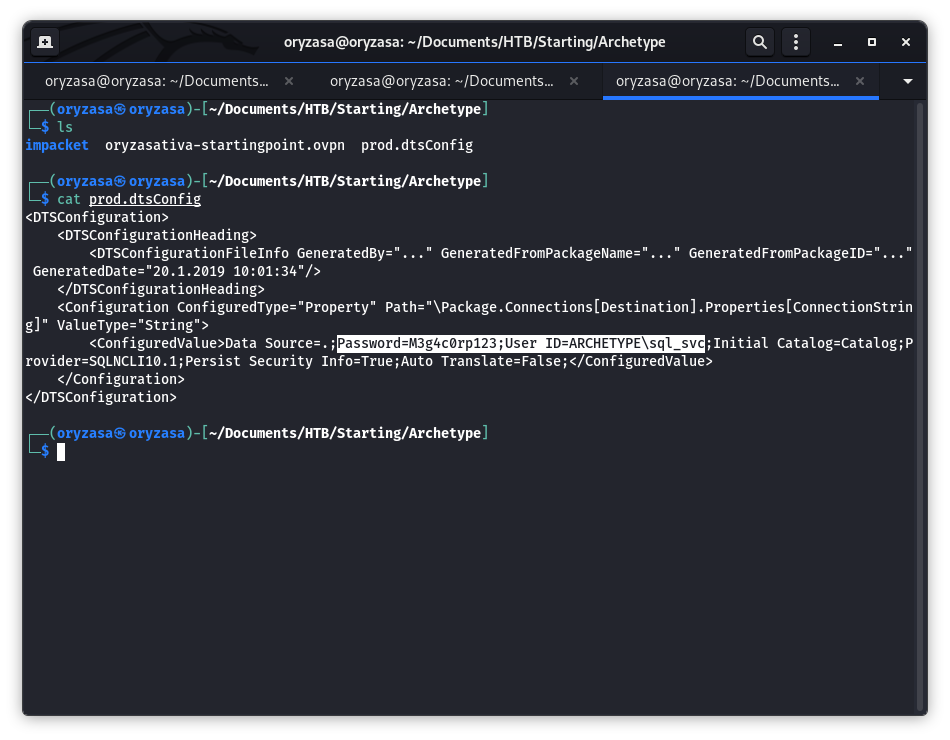 oryzasa@oryzasa: ~/Documents/HTB/Starting/Archetype
oryzasa@oryzasa: ~/Documents... × oryzasa@oryzasa: ~/Documents... × oryzasa@oryzasa: ~/Documents... ×
┌──(oryzasa㉿oryzasa)-[~/Documents/HTB/Starting/Archetype]
└─$ ls
impacket  oryzasativa-startingpoint.ovpn  prod.dtsConfig
┌──(oryzasa㉿oryzasa)-[~/Documents/HTB/Starting/Archetype]
└─$ cat prod.dtsConfig
<DTSConfiguration>
    <DTSConfigurationHeading>
        <DTSConfigurationFileInfo GeneratedBy="..." GeneratedFromPackageName="..." GeneratedFromPackageID="..."
 GeneratedDate="20.1.2019 10:01:34"/>
    </DTSConfigurationHeading>
    <Configuration ConfiguredType="Property" Path="\Package.Connections[Destination].Properties[ConnectionStrin
g]" ValueType="String">
        <ConfiguredValue>Data Source=.;Password=M3g4c0rp123;User ID=ARCHETYPE\sql_svc;Initial Catalog=Catalog;P
rovider=SQLNCLI10.1;Persist Security Info=True;Auto Translate=False;</ConfiguredValue>
    </Configuration>
</DTSConfiguration>
┌──(oryzasa㉿oryzasa)-[~/Documents/HTB/Starting/Archetype]
└─$